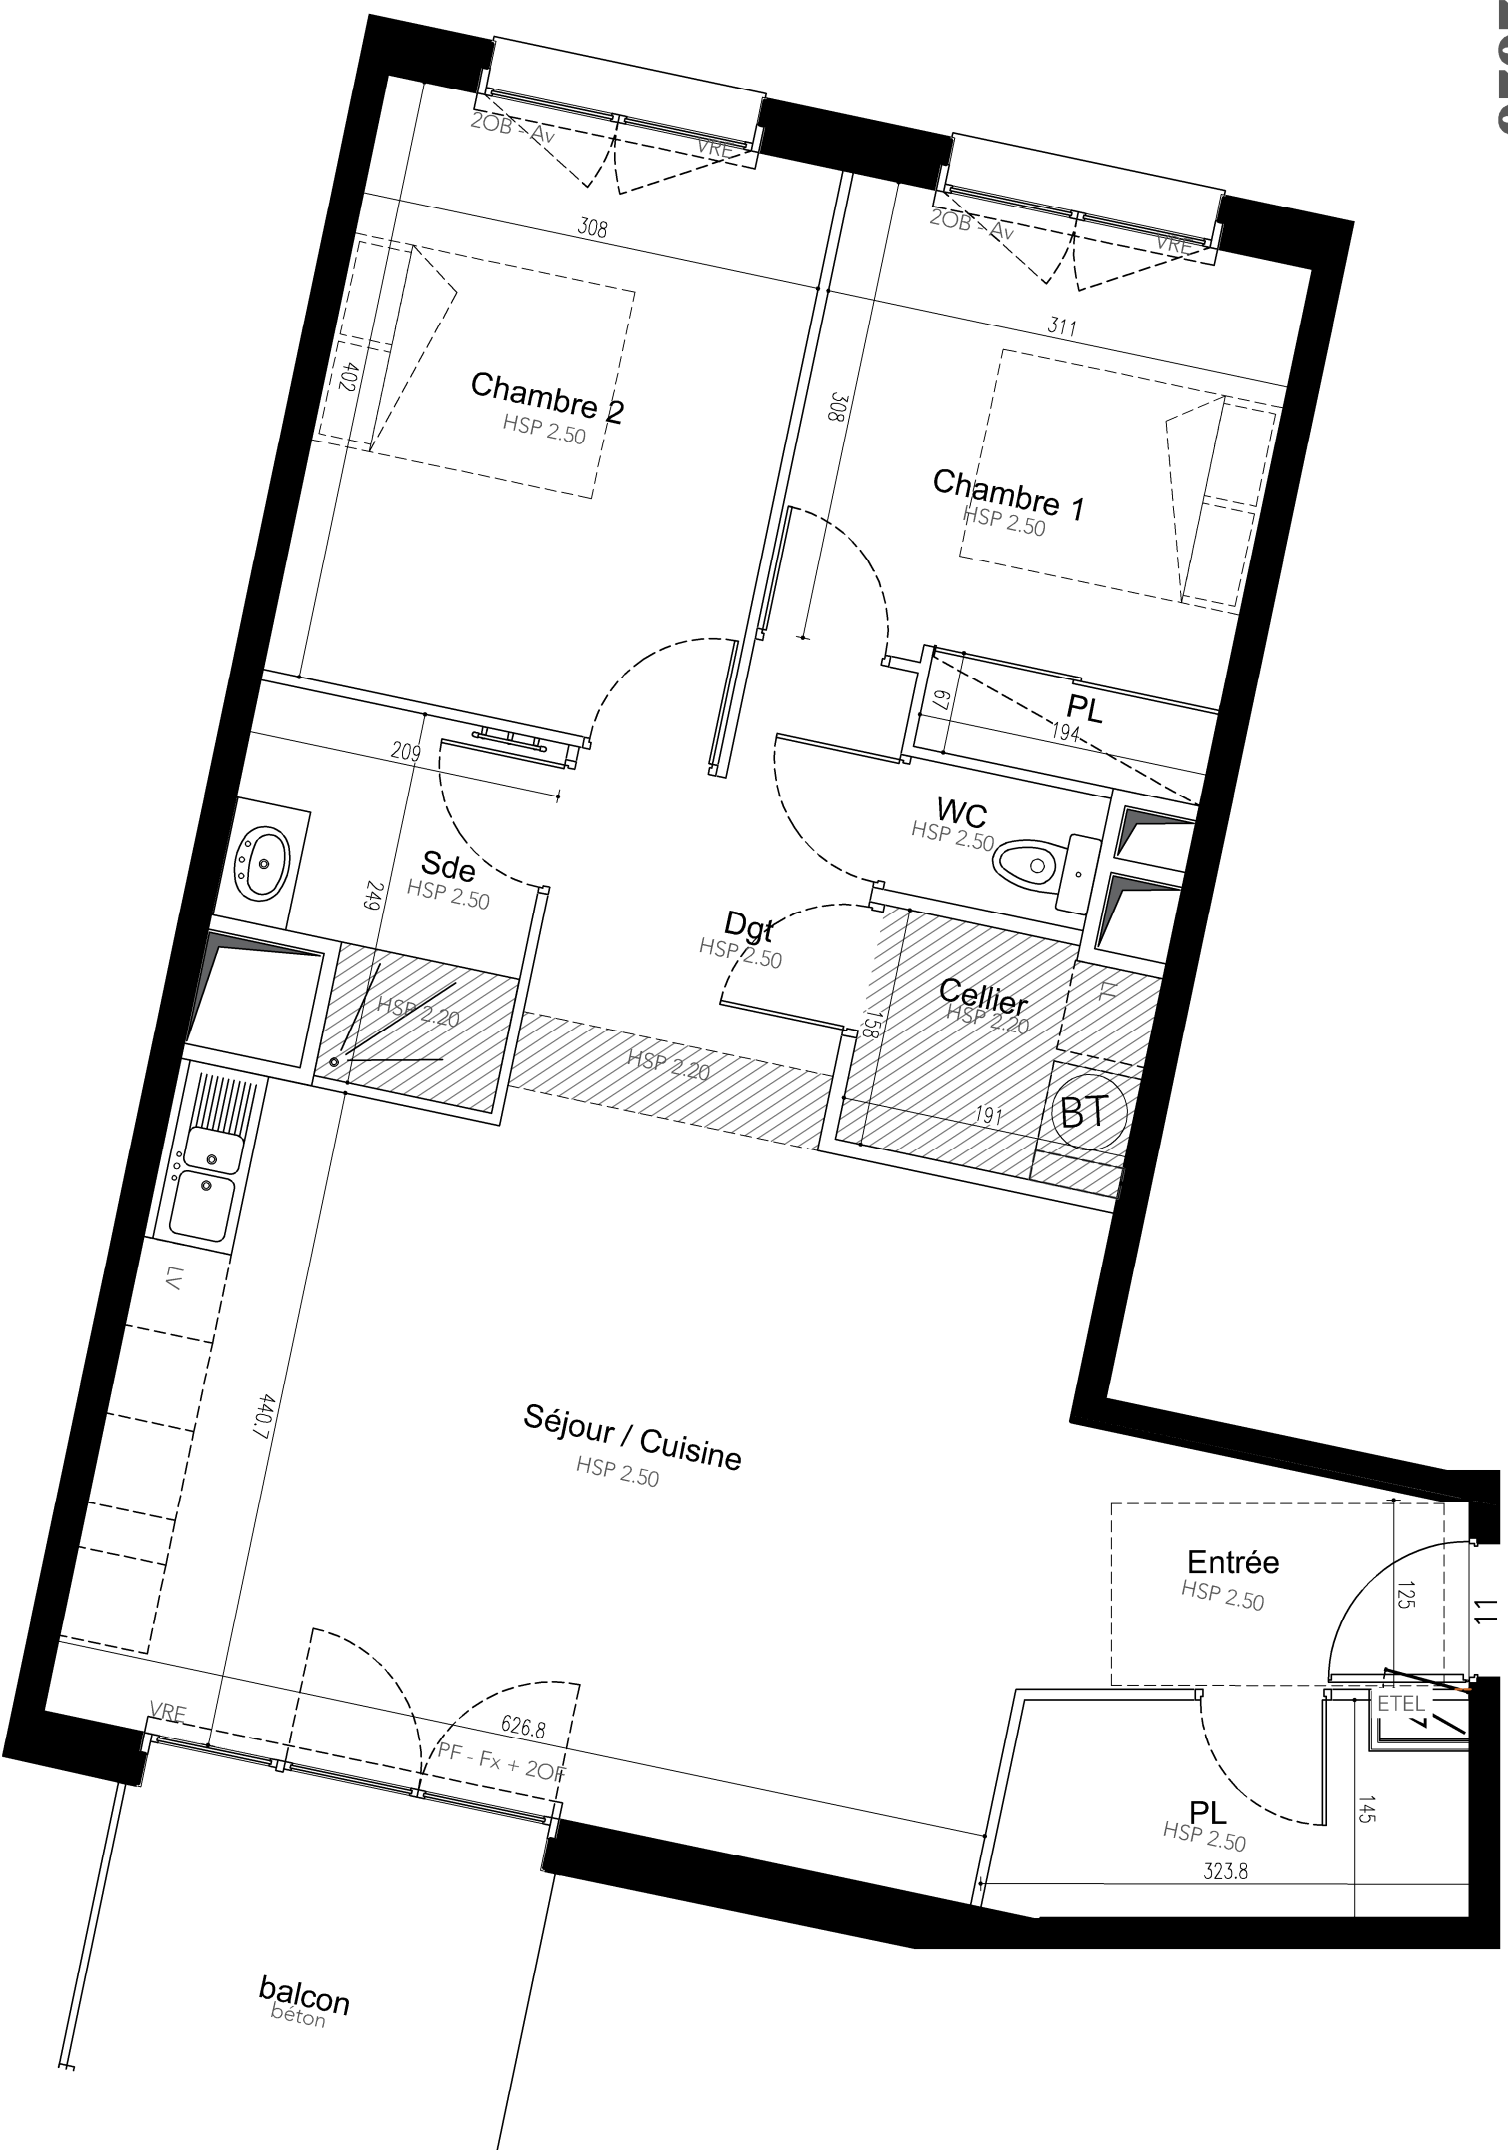 2OB - Av
VRE
308
2OB - Av
VRE
311
402
Chambre 2
HSP 2.50
308
Chambre 1
HSP 2.50
67
PL
194
209
WC
HSP 2.50
Sde
HSP 2.50
249
Dgt
HSP 2.50
Cellier
HSP 2.20
LL
158
HSP 2.20
HSP 2.20
191
BT
LV
440.7
Séjour / Cuisine
HSP 2.50
Entrée
HSP 2.50
125
11
ETEL
VRE
626.8
PF - Fx + 2OF
PL
HSP 2.50
145
323.8
balcon
béton